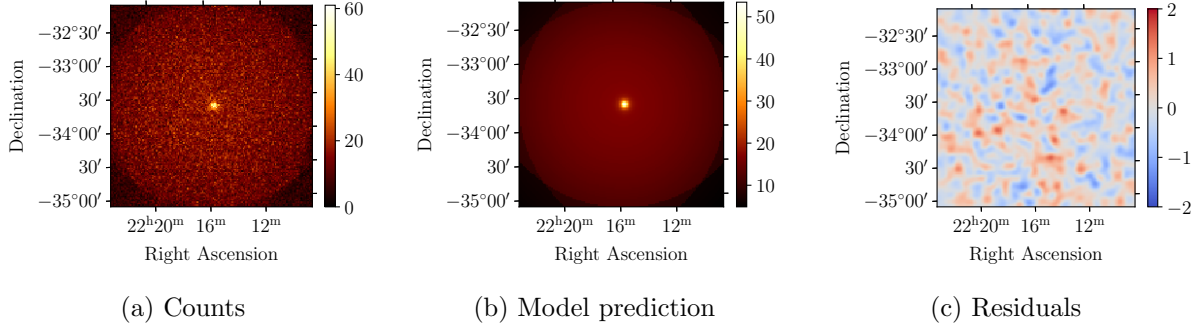 Declination
−32°30′
−33°00′
30′
−34°00′
30′
−35°00′
22ʰ20ᵐ
16ᵐ
12ᵐ
Right Ascension
60
40
20
0
(a) Counts
Declination
−32°30′
−33°00′
30′
−34°00′
30′
−35°00′
22ʰ20ᵐ
16ᵐ
12ᵐ
Right Ascension
50
40
30
20
10
(b) Model prediction
Declination
−32°30′
−33°00′
30′
−34°00′
30′
−35°00′
22ʰ20ᵐ
16ᵐ
12ᵐ
Right Ascension
2
1
0
−1
−2
(c) Residuals